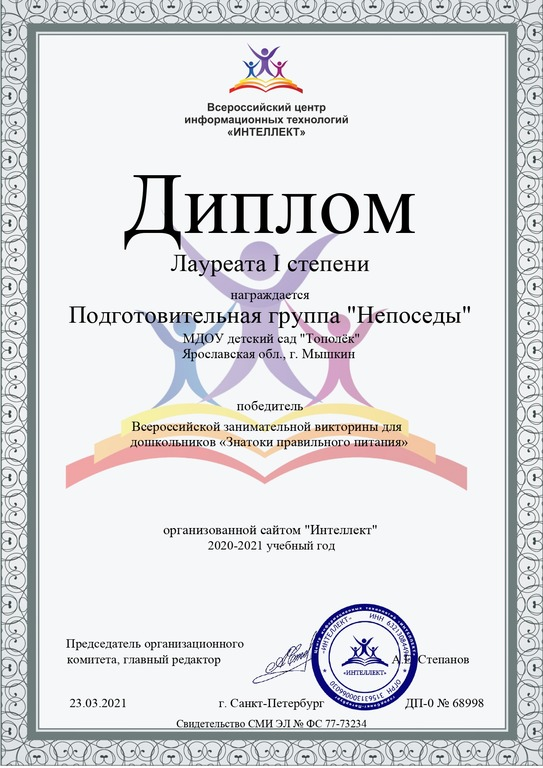 Всероссийский центр
информационных технологий
«ИНТЕЛЛЕКТ»
Диплом
Лауреата I степени
награждается
Подготовительная группа "Непоседы"
МДОУ детский сад "Тополёк"
Ярославская обл., г. Мышкин
победитель
Всероссийской занимательной викторины для
дошкольников «Знатоки правильного питания»
организованной сайтом "Интеллект"
2020-2021 учебный год
Председатель организованного
комитета, главный редактор
Степанов
«ИНТЕЛЛЕКТ»
«ИНТЕЛЛЕКТ»
23.03.2021 г. Санкт-Петербург ДП-0 № 68998
Свидетельство СМИ ЭЛ № ФС 77-73234